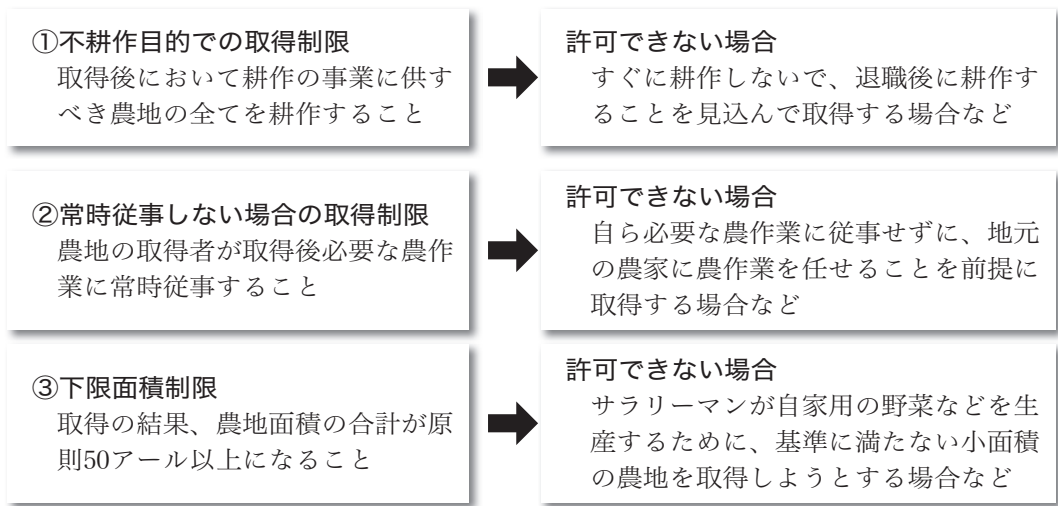 ①不耕作目的での取得制限
取得後において耕作の事業に供す
べき農地の全てを耕作すること
許可できない場合
すぐに耕作しないで、退職後に耕作す
ることを見込んで取得する場合など
②常時従事しない場合の取得制限
農地の取得者が取得後必要な農作
業に常時従事すること
許可できない場合
自ら必要な農作業に従事せずに、地元
の農家に農作業を任せることを前提に
取得する場合など
③下限面積制限
取得の結果、農地面積の合計が原
則50アール以上になること
許可できない場合
サラリーマンが自家用の野菜などを生
産するために、基準に満たない小面積
の農地を取得しようとする場合など